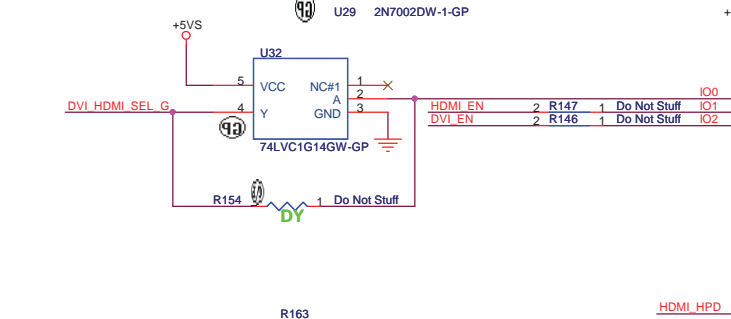 U29 2N7002DW-1-GP
+
+5VS
U32
5 VCC NC#1 1
A 2
DVI_HDMI_SEL_G 4 Y GND 3
74LVC1G14GW-GP
IO0
HDMI_EN 2 R147 1 Do Not Stuff IO1
DVI_EN 2 R146 1 Do Not Stuff IO2
R154 1 Do Not Stuff
DY
R163
HDMI_HPD